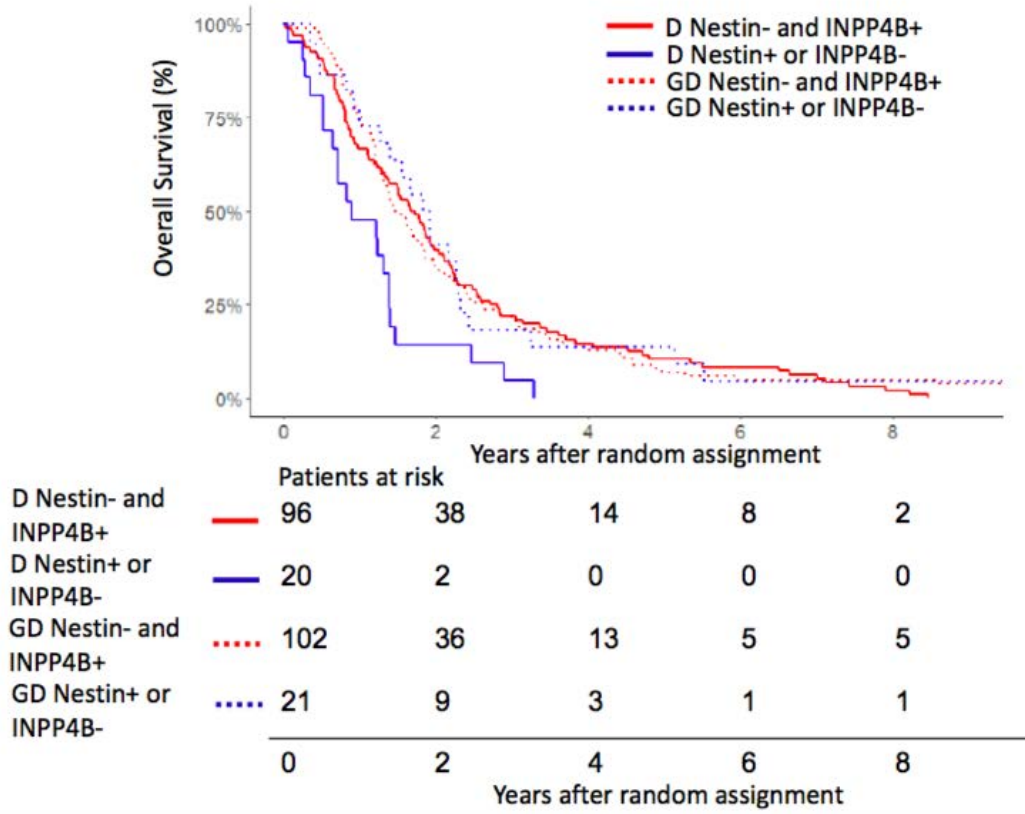 100%
75%
50%
25%
0%
Overall Survival (%)
D Nestin- and INPP4B+
D Nestin+ or INPP4B-
GD Nestin- and INPP4B+
GD Nestin+ or INPP4B-
0 2 4 6 8
Years after random assignment
Patients at risk
D Nestin- and
INPP4B+
96 38 14 8 2
D Nestin+ or
INPP4B-
20 2 0 0 0
GD Nestin- and
INPP4B+
102 36 13 5 5
GD Nestin+ or
INPP4B-
21 9 3 1 1
0 2 4 6 8
Years after random assignment